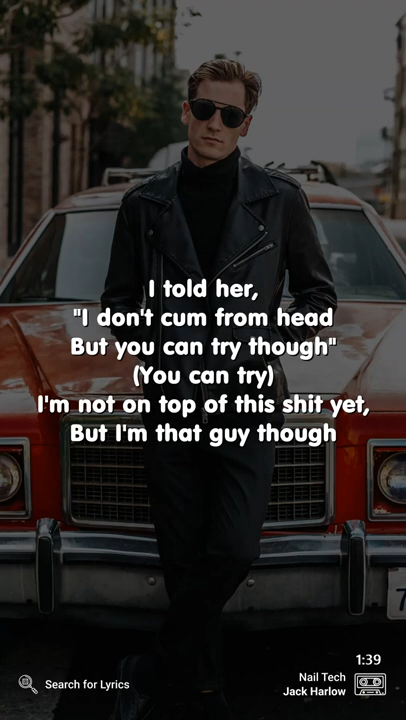 I told her,
"I don't cum from head
But you can try though"
(You can try)
I'm not on top of this shit yet,
But I'm that guy though
1:39
Nail Tech
Search for Lyrics
Jack Harlow
7